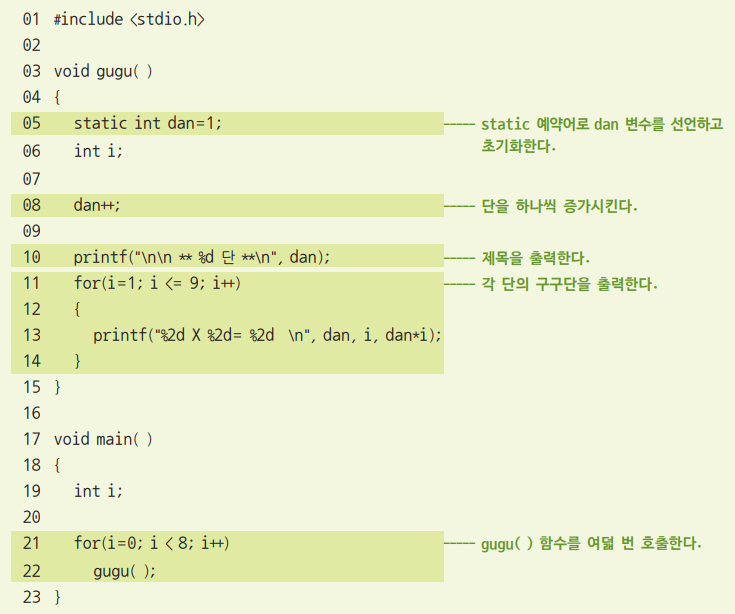 01 #include <stdio.h>
02
03 void gugu( )
04 {
05 static int dan=1; ----- static 예약어로 dan 변수를 선언하고
초기화한다.
06 int i;
07
08 dan++; ----- 단을 하나씩 증가시킨다.
09
10 printf("\n\n ** %d 단 **\n", dan); ----- 제목을 출력한다.
11 for(i=1; i <= 9; i++) ----- 각 단의 구구단을 출력한다.
12 {
13 printf("%2d X %2d= %2d  \n", dan, i, dan*i);
14 }
15 }
16
17 void main( )
18 {
19 int i;
20
21 for(i=0; i < 8; i++) ----- gugu( ) 함수를 여덟 번 호출한다.
22 gugu( );
23 }